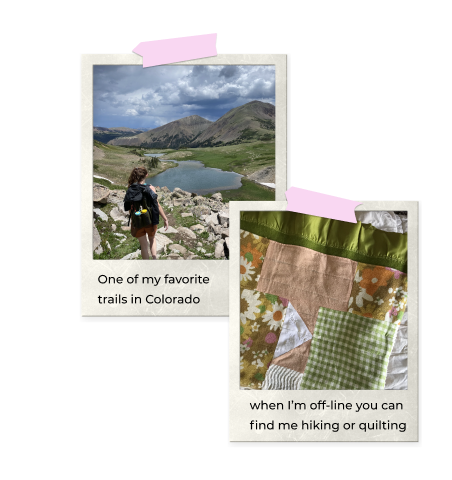 One of my favorite
trails in Colorado
when I'm off-line you can
find me hiking or quilting